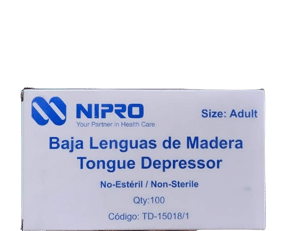 NIPRO
Your Partner in Health Care
Size: Adult
Baja Lenguas de Madera
Tongue Depressor
No-Estéril / Non-Sterile
Qty:100
Código: TD-15018/1